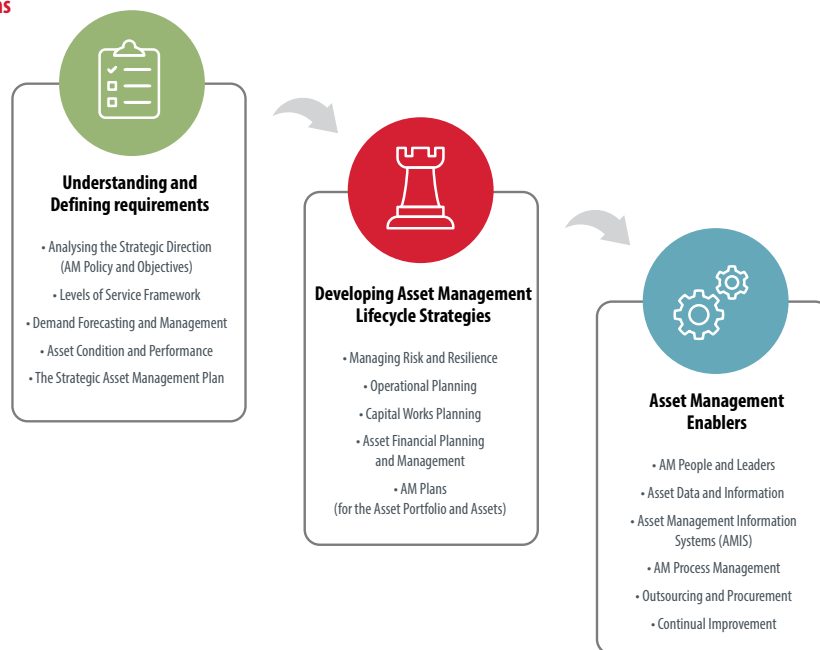 Understanding and
Defining requirements
• Analysing the Strategic Direction
(AM Policy and Objectives)
• Levels of Service Framework
• Demand Forecasting and Management
• Asset Condition and Performance
• The Strategic Asset Management Plan
Developing Asset Management
Lifecycle Strategies
• Managing Risk and Resilience
• Operational Planning
• Capital Works Planning
• Asset Financial Planning
and Management
• AM Plans
(for the Asset Portfolio and Assets)
Asset Management
Enablers
• AM People and Leaders
• Asset Data and Information
• Asset Management Information
Systems (AMIS)
• AM Process Management
• Outsourcing and Procurement
• Continual Improvement